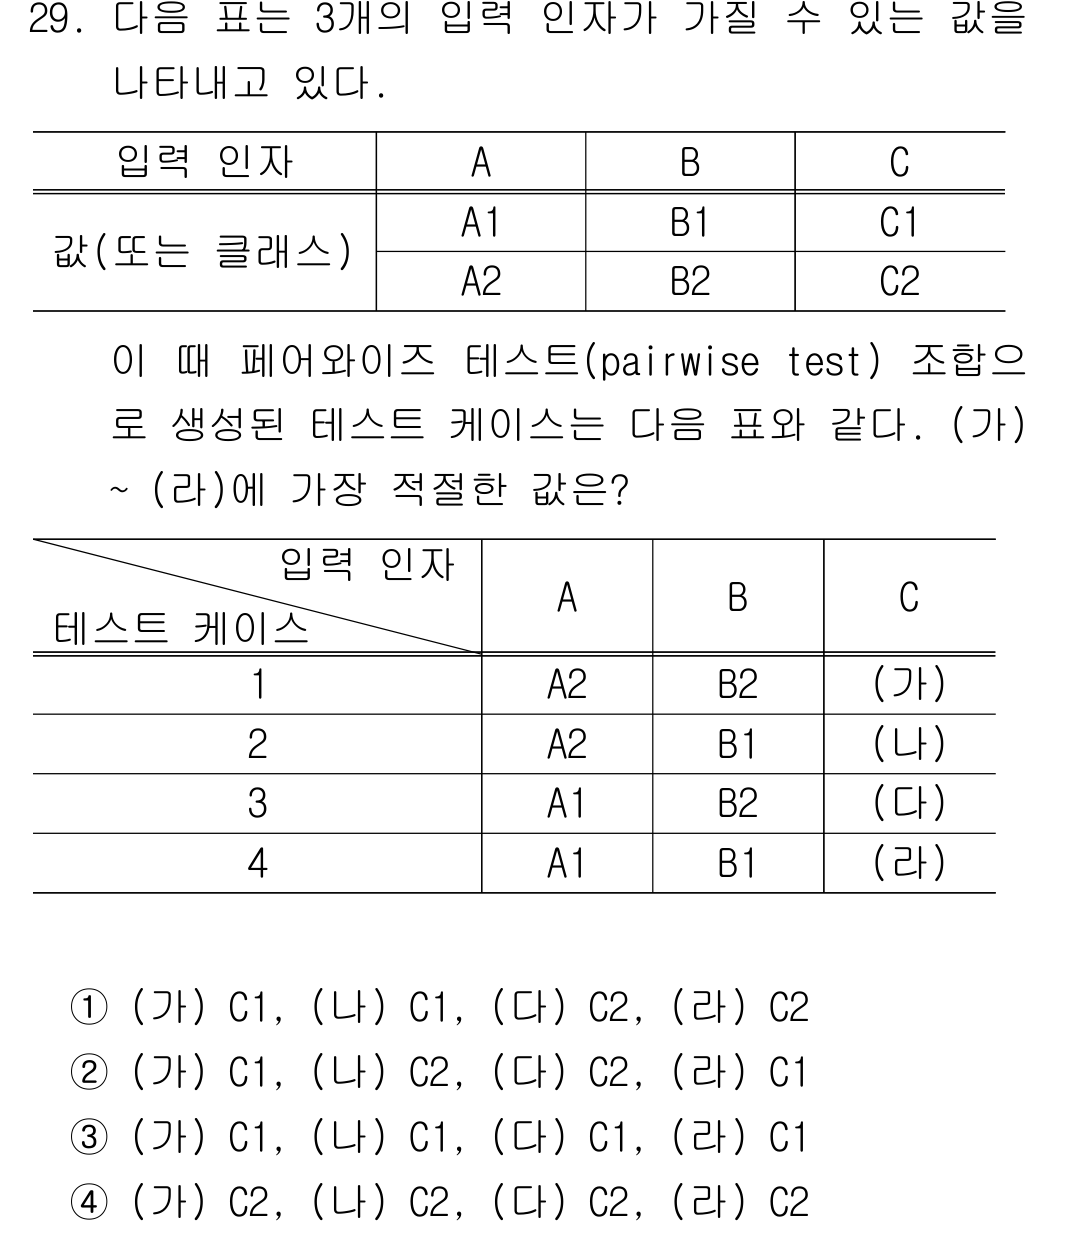 29. 다음 표는 3개의 입력 인자가 가질 수 있는 값을
나타내고 있다.
입력 인자 A B C
값(또는 클래스) A1 B1 C1
A2 B2 C2
이 때 페어와이즈 테스트(pairwise test) 조합으
로 생성된 테스트 케이스는 다음 표와 같다. (가)
~ (라)에 가장 적절한 값은?
입력 인자 A B C
테스트 케이스
1 A2 B2 (가)
2 A2 B1 (나)
3 A1 B2 (다)
4 A1 B1 (라)
① (가) C1, (나) C1, (다) C2, (라) C2
② (가) C1, (나) C2, (다) C2, (라) C1
③ (가) C1, (나) C1, (다) C1, (라) C1
④ (가) C2, (나) C2, (다) C2, (라) C2